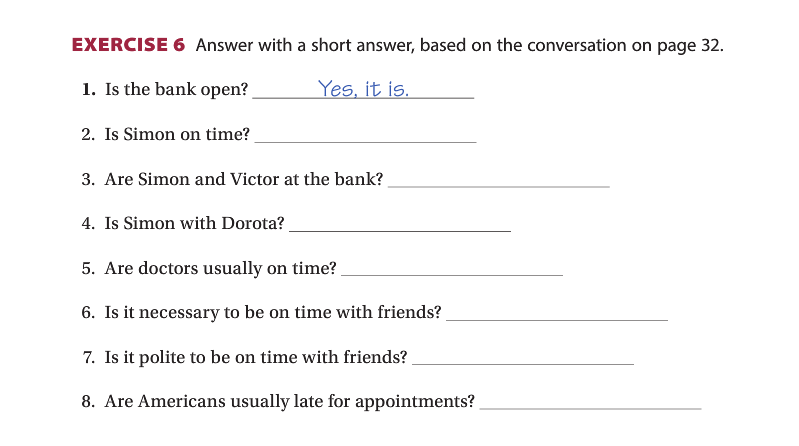 EXERCISE 6 Answer with a short answer, based on the conversation on page 32.
1. Is the bank open? Yes, it is.
2. Is Simon on time?
3. Are Simon and Victor at the bank?
4. Is Simon with Dorota?
5. Are doctors usually on time?
6. Is it necessary to be on time with friends?
7. Is it polite to be on time with friends?
8. Are Americans usually late for appointments?